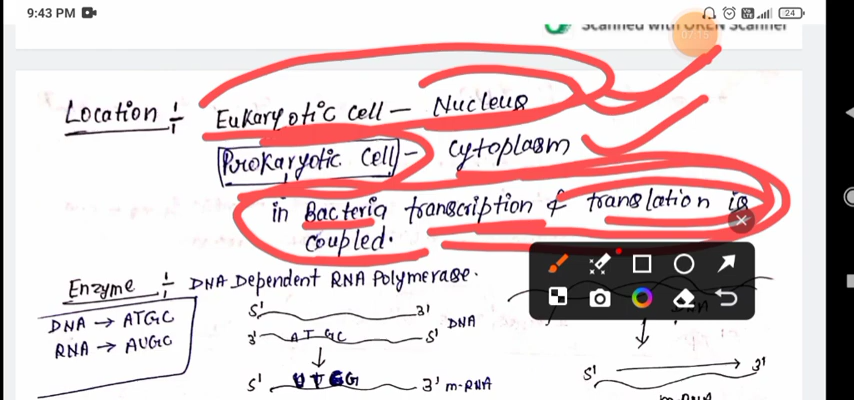 9:43 PM
24
Scanned with OKEN Scanner
Location :-
Eukaryotic cell - Nucleus
Prokaryotic cell - cytoplasm
in Bacteria transcription & translation is
coupled.
Enzyme :- DNA Dependent RNA Polymerase.
DNA → ATGC
RNA → AUGC
5' 3'
3' ATGC 5' DNA
5' 3' m-RNA
5' 3'